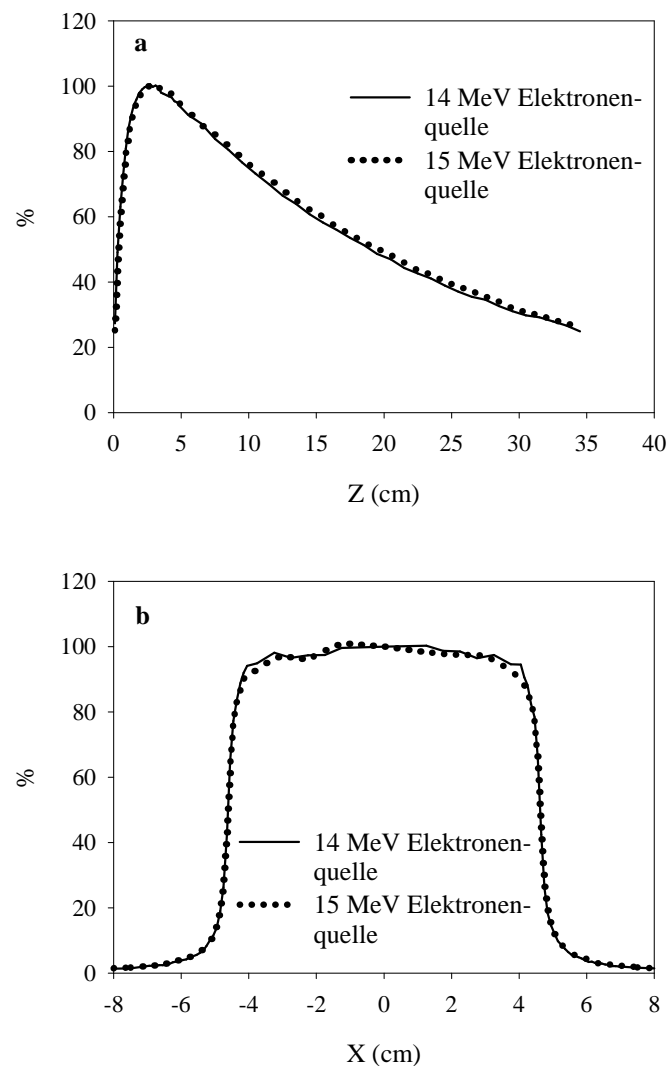 120
a
100
14 MeV Elektronen-
quelle
80
15 MeV Elektronen-
quelle
%
60
40
20
0
0 5 10 15 20 25 30 35 40
Z (cm)
120
b
100
80
%
60
40
14 MeV Elektronen-
quelle
20
15 MeV Elektronen-
quelle
0
-8 -6 -4 -2 0 2 4 6 8
X (cm)